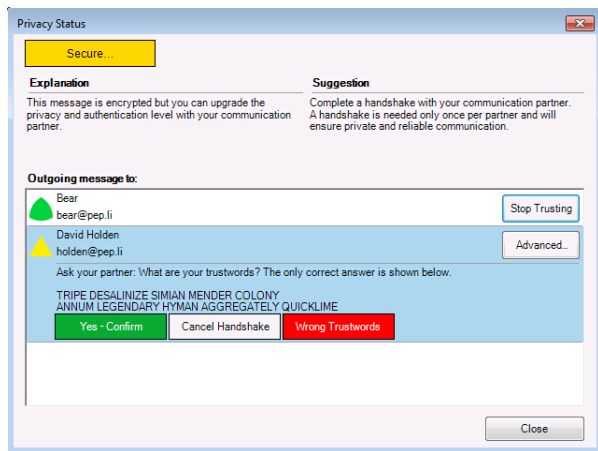 Privacy Status
Secure...
Explanation
Suggestion
This message is encrypted but you can upgrade the
privacy and authentication level with your communication
partner.
Complete a handshake with your communication partner.
A handshake is needed only once per partner and will
ensure private and reliable communication.
Outgoing message to:
Bear
bear@pep.li
Stop Trusting
David Holden
holden@pep.li
Advanced..
Ask your partner: What are your trustwords? The only correct answer is shown below.
TRIPE DESALINIZE SIMIAN MENDER COLONY
ANNUM LEGENDARY HYMAN AGGREGATELY QUICKLIME
Yes - Confirm
Cancel Handshake
Wrong Trustwords
Close